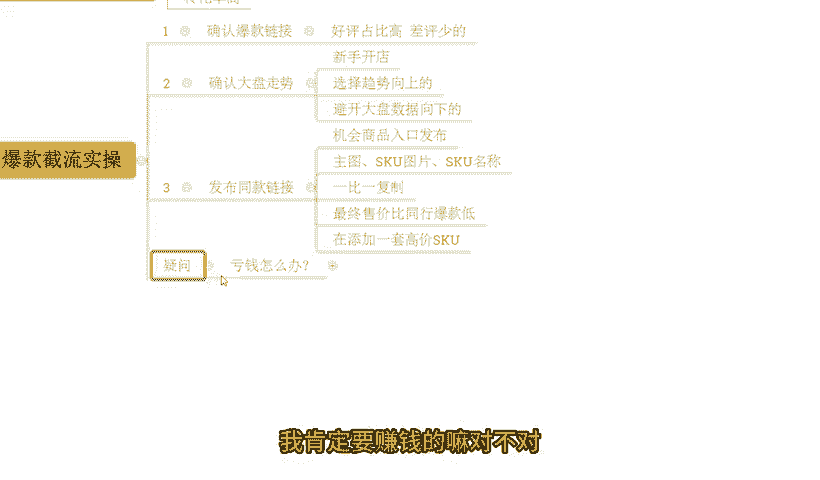 转化率高
1 确认爆款链接 好评占比高 差评少的
新手开店
2 确认大盘走势 选择趋势向上的
避开大盘数据向下的
机会商品入口发布
爆款截流实操
主图、SKU图片、SKU名称
3 发布同款链接 一比一复制
最终售价比同行爆款低
在添加一套高价SKU
疑问 亏钱怎么办?
我肯定要赚钱的嘛对不对